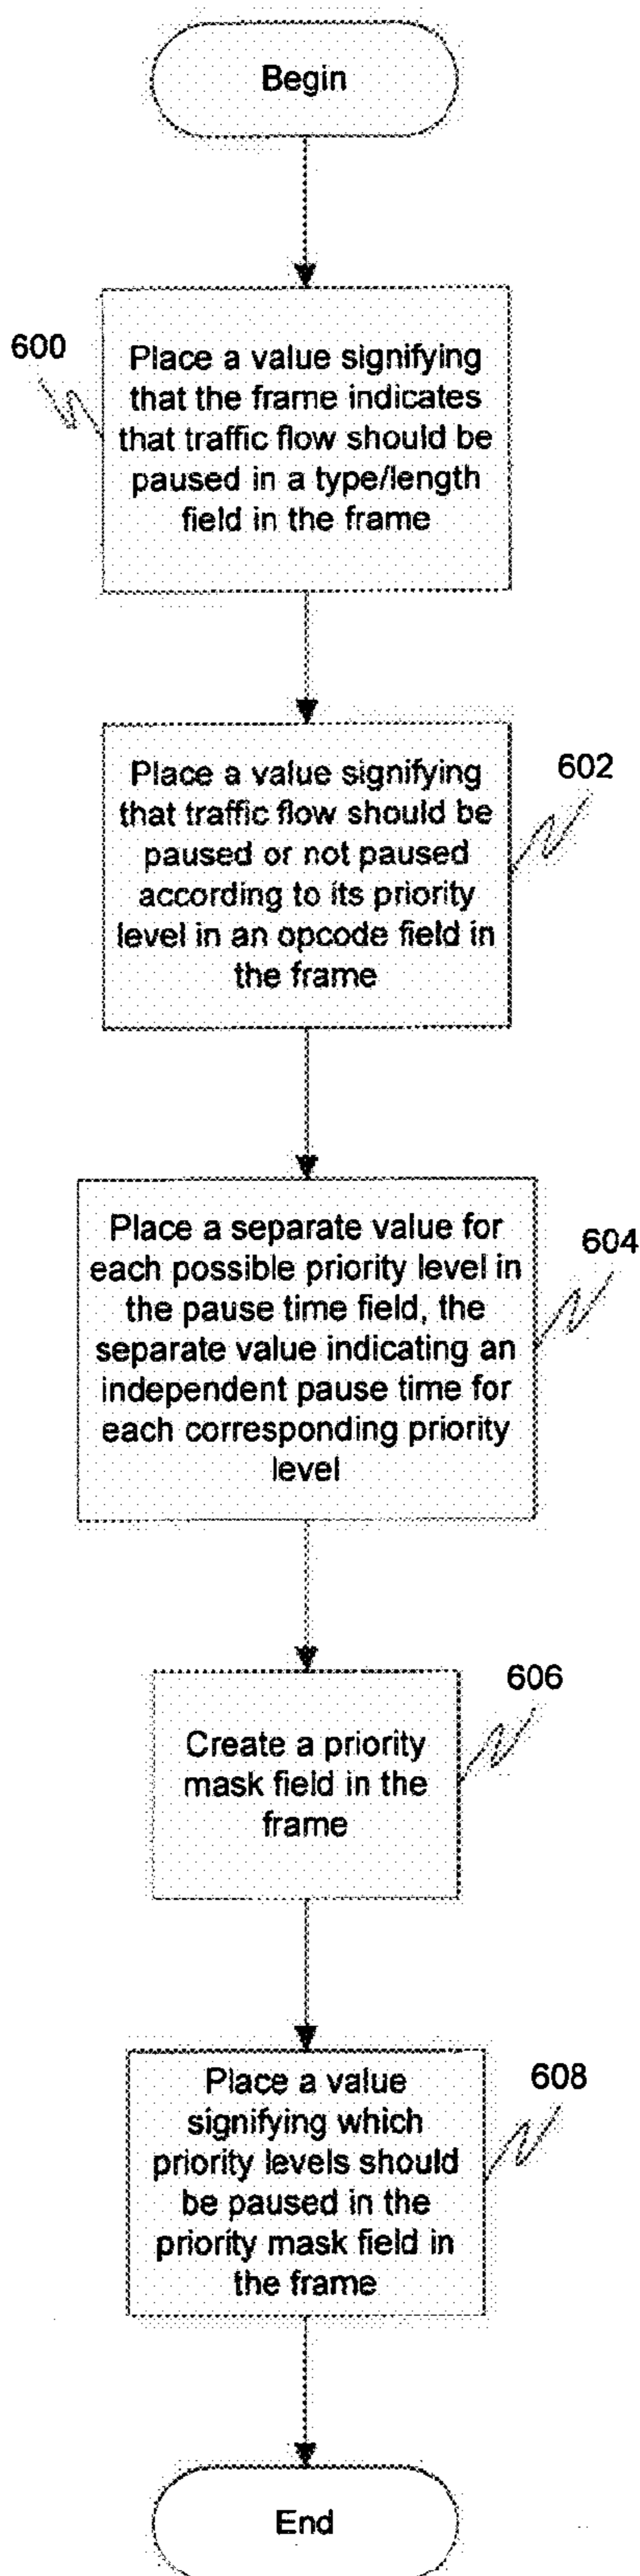 Begin
600
Place a value signifying
that the frame indicates
that traffic flow should be
paused in a type/length
field in the frame
602
Place a value signifying
that traffic flow should be
paused or not paused
according to its priority
level in an opcode field in
the frame
604
Place a separate value for
each possible priority level in
the pause time field, the
separate value indicating an
independent pause time for
each corresponding priority
level
606
Create a priority
mask field in the
frame
608
Place a value
signifying which
priority levels should
be paused in the
priority mask field in
the frame
End